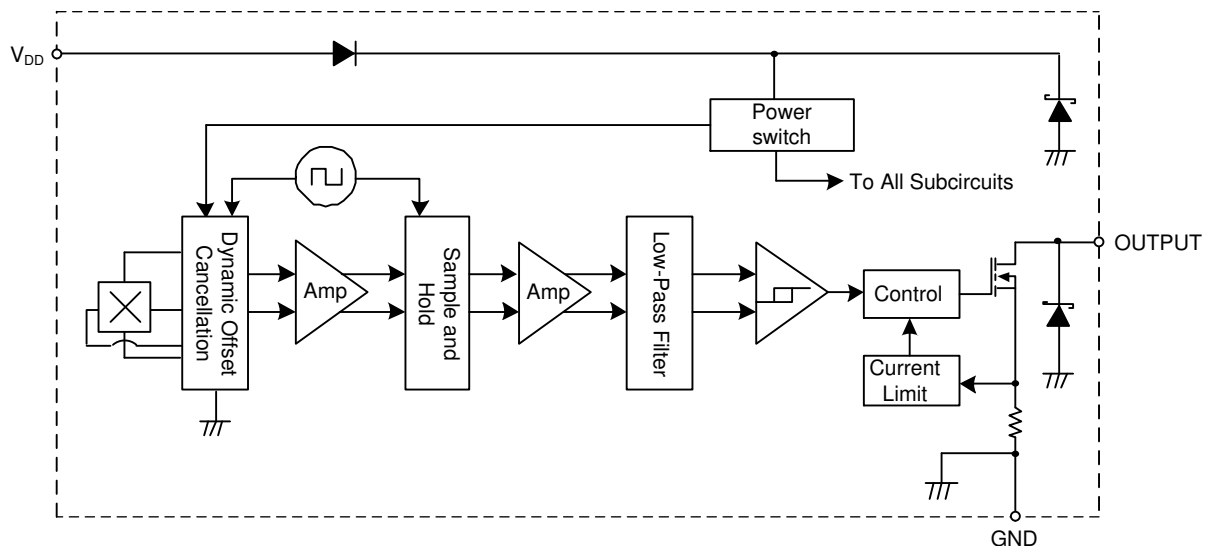 V_DD
Power
switch
To All Subcircuits
Dynamic Offset
Cancellation
Amp
Sample and
Hold
Amp
Low-Pass Filter
Control
OUTPUT
Current
Limit
GND